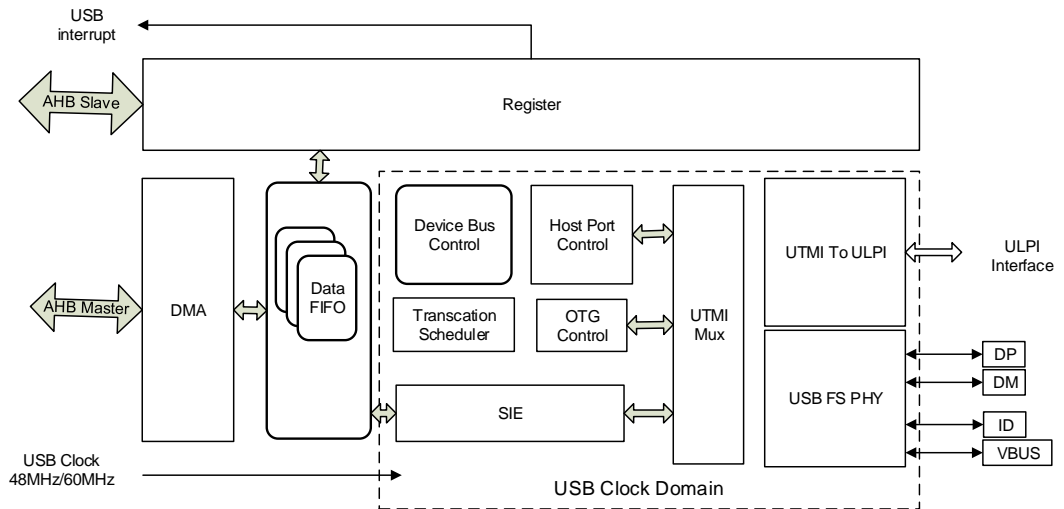 USB
interrupt
AHB Slave
Register
Device Bus
Control
Host Port
Control
UTMI To ULPI
ULPI
Interface
AHB Master
DMA
Data
FIFO
Transcation
Scheduler
OTG
Control
UTMI
Mux
DP
DM
USB FS PHY
SIE
ID
VBUS
USB Clock
48MHz/60MHz
USB Clock Domain